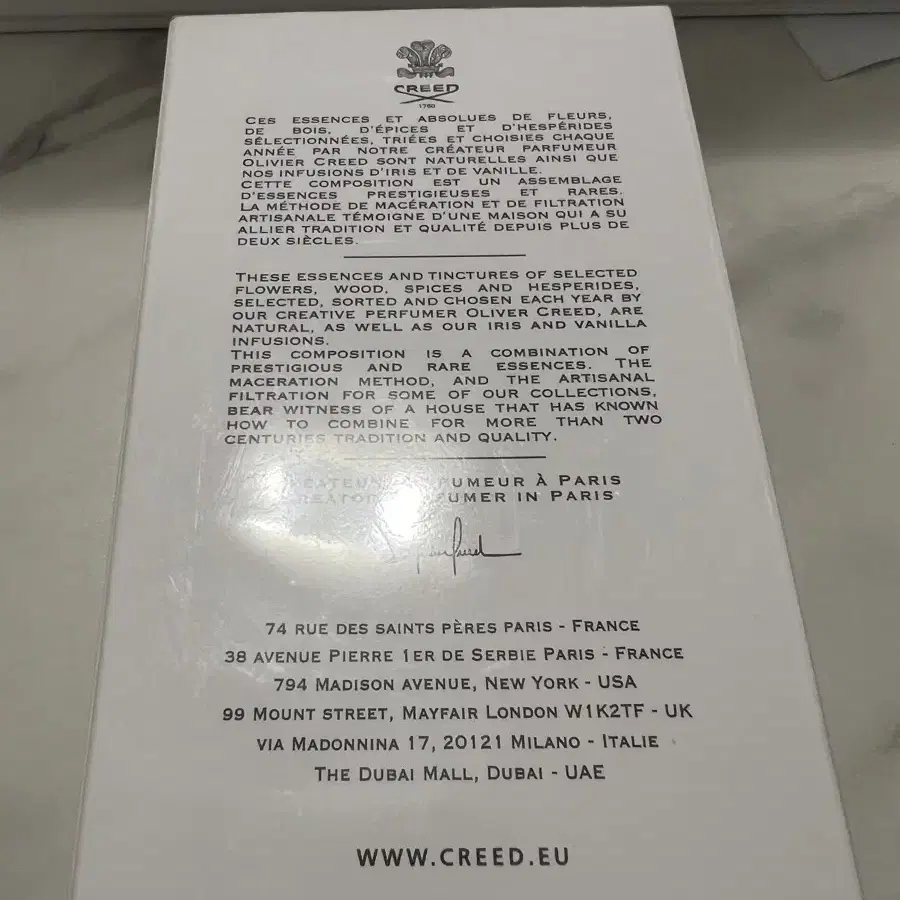 CREED
1760
CES ESSENCES ET ABSOLUES DE FLEURS,
DE BOIS, D'ÉPICES ET D'HESPÉRIDES
SÉLECTIONNÉES, TRIÉES ET CHOISIES CHAQUE
ANNÉE PAR NOTRE CRÉATEUR PARFUMEUR
OLIVIER CREED SONT NATURELLES AINSI QUE
NOS INFUSIONS D'IRIS ET DE VANILLE.
CETTE COMPOSITION EST UN ASSEMBLAGE
D'ESSENCES PRESTIGIEUSES ET RARES.
LA MÉTHODE DE MACÉRATION ET DE FILTRATION
ARTISANALE TÉMOIGNE D'UNE MAISON QUI A SU
ALLIER TRADITION ET QUALITÉ DEPUIS PLUS DE
DEUX SIÈCLES.
THESE ESSENCES AND TINCTURES OF SELECTED
FLOWERS, WOOD, SPICES AND HESPERIDES,
SELECTED, SORTED AND CHOSEN EACH YEAR BY
OUR CREATIVE PERFUMER OLIVER CREED, ARE
NATURAL, AS WELL AS OUR IRIS AND VANILLA
INFUSIONS.
THIS COMPOSITION IS A COMBINATION OF
PRESTIGIOUS AND RARE ESSENCES. THE
MACERATION METHOD, AND THE ARTISANAL
FILTRATION FOR SOME OF OUR COLLECTIONS,
BEAR WITNESS OF A HOUSE THAT HAS KNOWN
HOW TO COMBINE FOR MORE THAN TWO
CENTURIES TRADITION AND QUALITY.
À PARIS
IN PARIS
74 RUE DES SAINTS PÈRES PARIS - FRANCE
38 AVENUE PIERRE 1ER DE SERBIE PARIS - FRANCE
794 MADISON AVENUE, NEW YORK - USA
99 MOUNT STREET, MAYFAIR LONDON W1K2TF - UK
VIA MADONNINA 17, 20121 MILANO - ITALIE
THE DUBAI MALL, DUBAI - UAE
WWW.CREED.EU